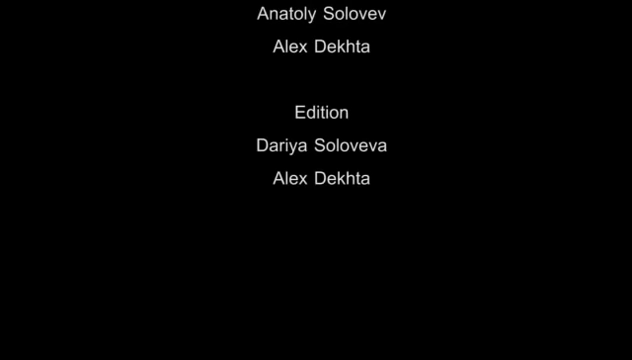 Anatoly Solovev
Alex Dekhta
Edition
Dariya Soloveva
Alex Dekhta